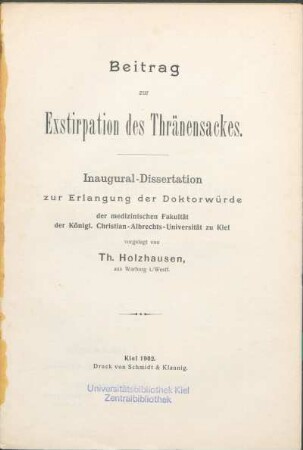 Beitrag
zur
Exstirpation des Thränensackes.
Inaugural-Dissertation
zur Erlangung der Doktorwürde
der medizinischen Fakultät
der Königl. Christian-Albrechts-Universität zu Kiel
vorgelegt von
Th. Holzhausen,
aus Warburg i./Westf.
Kiel 1902.
Druck von Schmidt & Klaunig.
Universitätsbibliothek Kiel
Zentralbibliothek